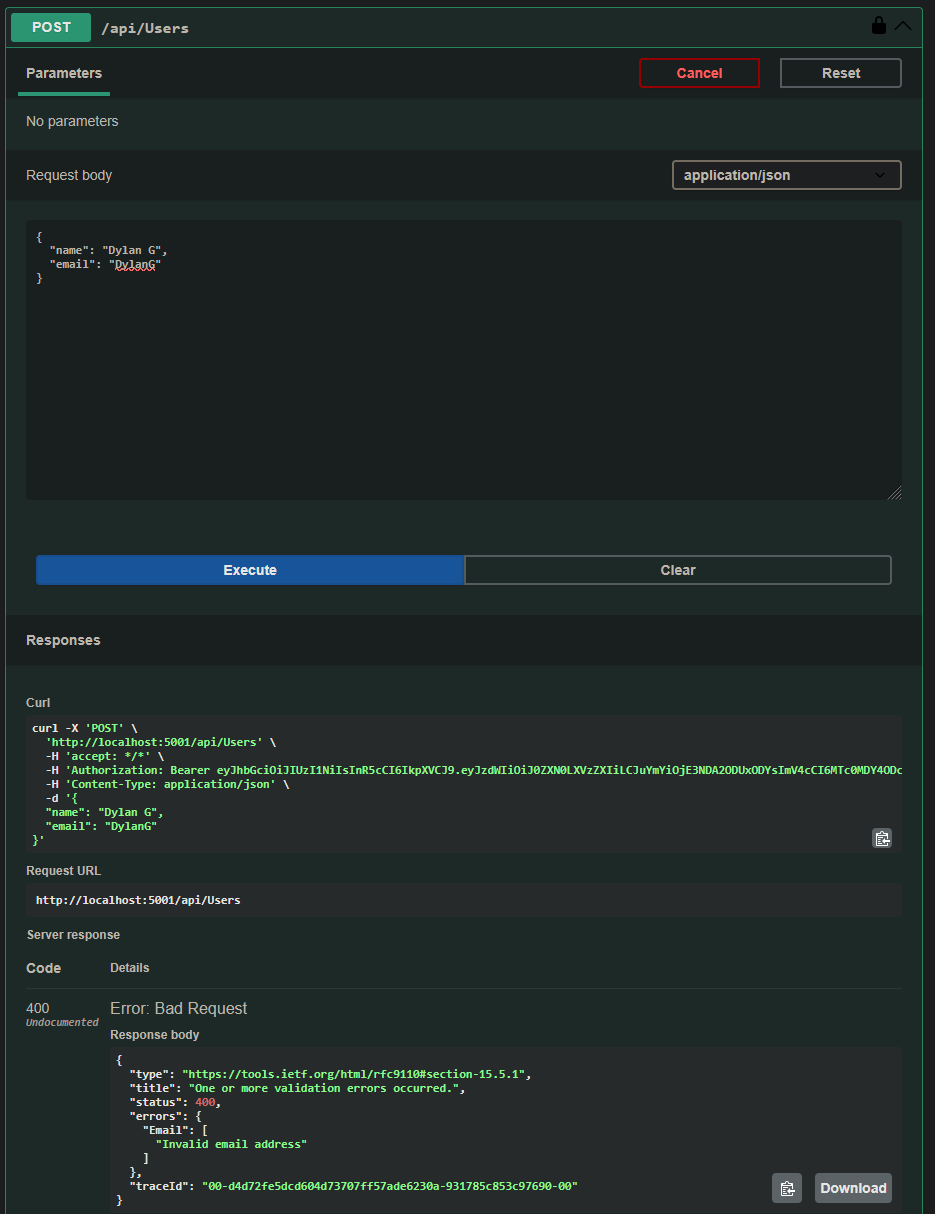 POST /api/Users
Parameters
Cancel
Reset
No parameters
Request body
application/json
{
  "name": "Dylan G",
  "email": "DylanG"
}
Execute
Clear
Responses
Curl
curl -X 'POST' \
  'http://localhost:5001/api/Users' \
  -H 'accept: */*' \
  -H 'Authorization: Bearer eyJhbGciOiJIUzI1NiIsInR5cCI6IkpXVCJ9.eyJzdWIiOiJ0ZXN0LXVzZXIiLCJuYmYiOjE3NDA2ODUxODYsImV4cCI6MTc0MDY4ODc
  -H 'Content-Type: application/json' \
  -d '{
  "name": "Dylan G",
  "email": "DylanG"
}'
Request URL
http://localhost:5001/api/Users
Server response
Code
Details
400
Undocumented
Error: Bad Request
Response body
{
  "type": "https://tools.ietf.org/html/rfc9110#section-15.5.1",
  "title": "One or more validation errors occurred.",
  "status": 400,
  "errors": {
    "Email": [
      "Invalid email address"
    ]
  },
  "traceId": "00-d4d72fe5dcd604d73707ff57ade6230a-931785c853c97690-00"
}
Download